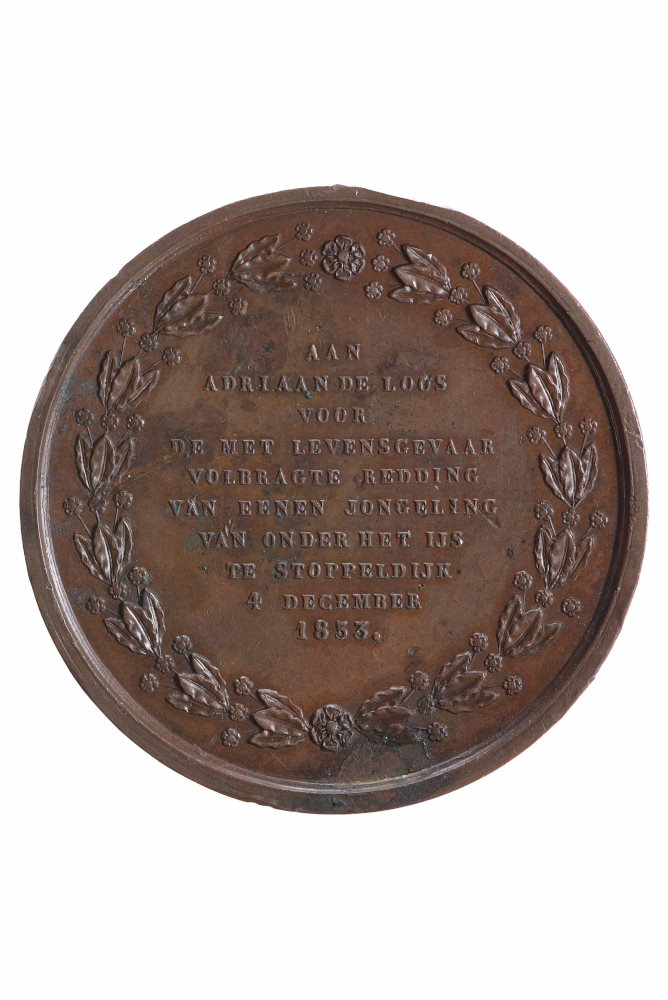 AAN
ADRIAAN DE LOOS
VOOR
DE MET LEVENSGEVAAR
VOLBRAGTE REDDING
VAN EENEN JONGELING
VAN ONDER HET IJS
TE STOPPELDIJK.
4 DECEMBER
1853.